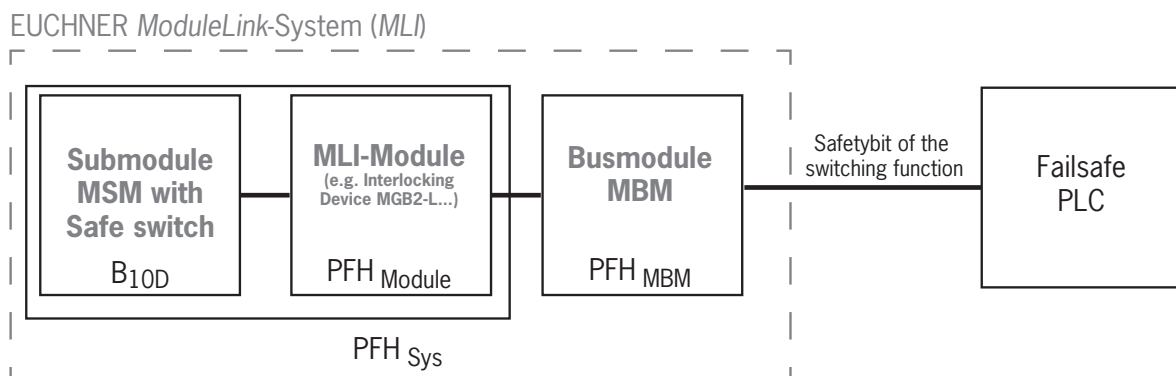 EUCHNER ModuleLink-System (MLI)
Submodule
MSM with
Safe switch
B10D
MLI-Module
(e.g. Interlocking
Device MGB2-L...)
PFH Module
Busmodule
MBM
PFH MBM
PFH Sys
Safetybit of the
switching function
Failsafe
PLC